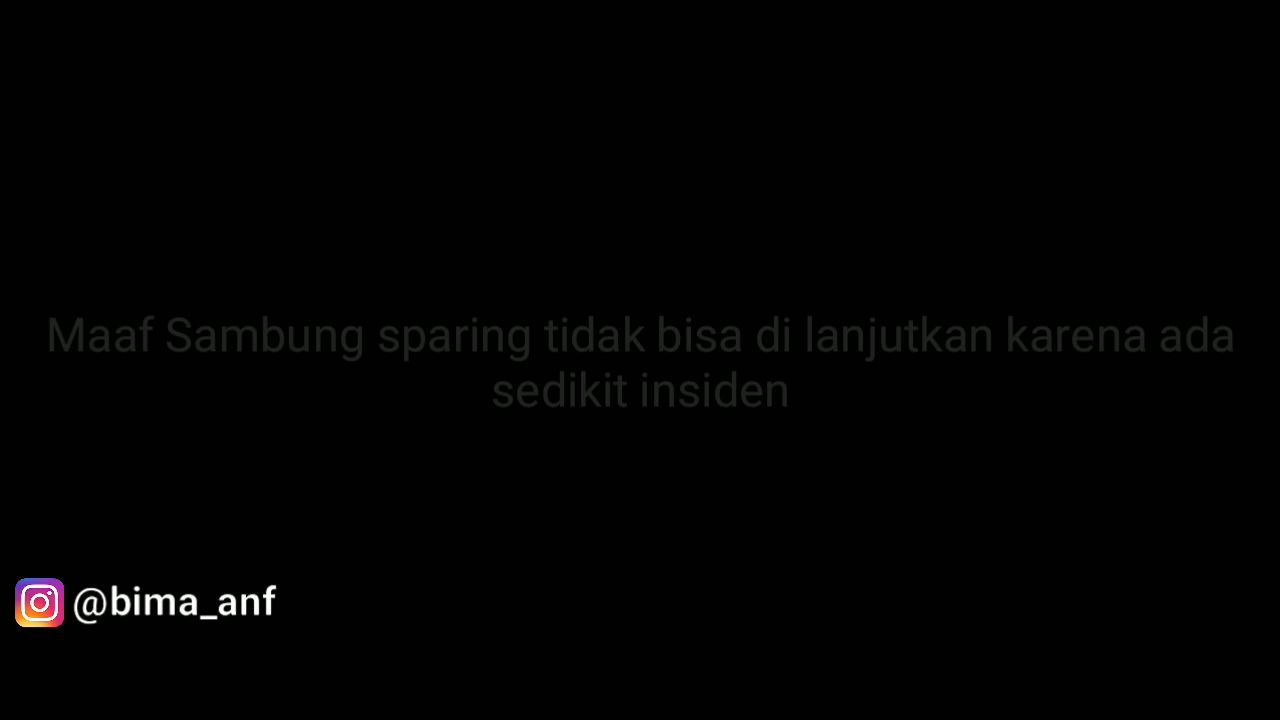 Maaf Sambung sparing tidak bisa di lanjutkan karena ada
sedikit insiden
@bima_anf